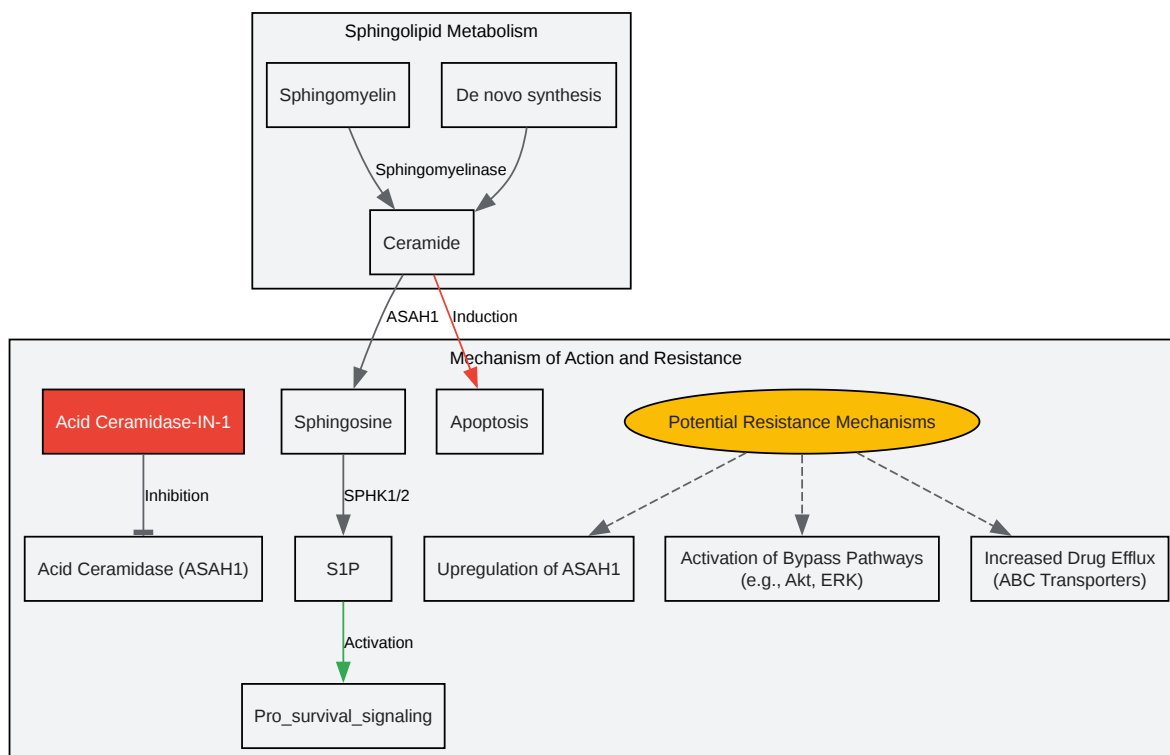 Sphingolipid Metabolism
Sphingomyelin
De novo synthesis
Sphingomyelinase
Ceramide
ASAH1
Induction
Mechanism of Action and Resistance
Acid Ceramidase-IN-1
Sphingosine
Apoptosis
Potential Resistance Mechanisms
Inhibition
SPHK1/2
Acid Ceramidase (ASAH1)
S1P
Upregulation of ASAH1
Activation of Bypass Pathways
(e.g., Akt, ERK)
Increased Drug Efflux
(ABC Transporters)
Activation
Pro_survival_signaling